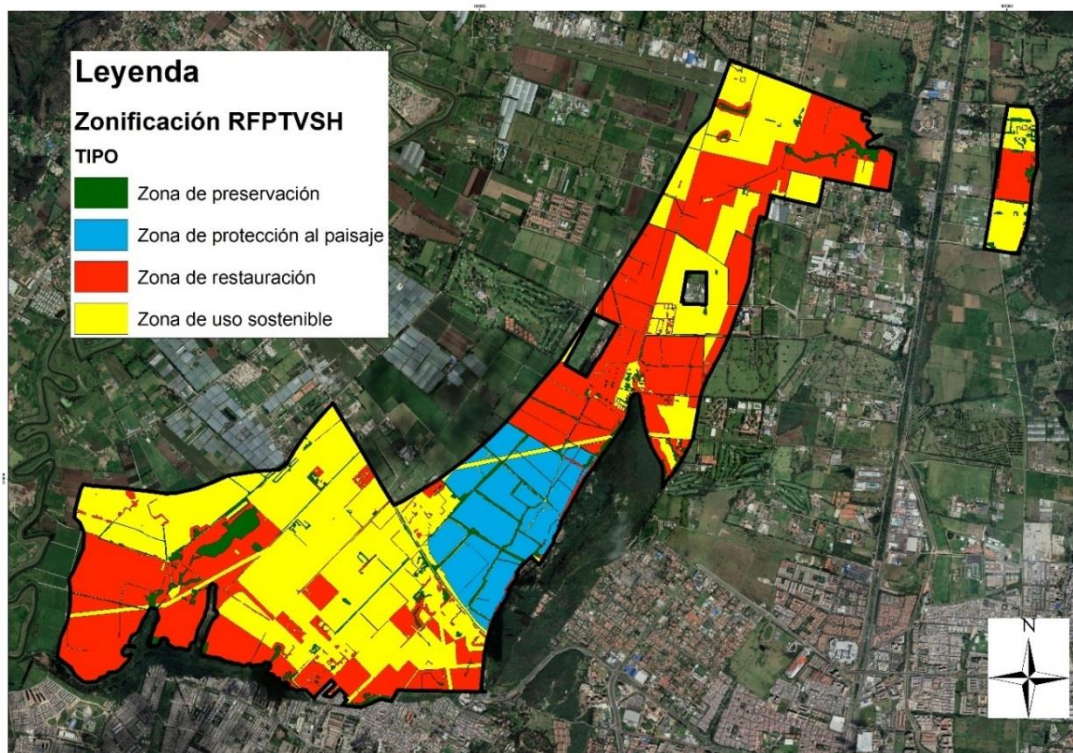 Leyenda
Zonificación RFPTVSH
TIPO
Zona de preservación
Zona de protección al paisaje
Zona de restauración
Zona de uso sostenible
N